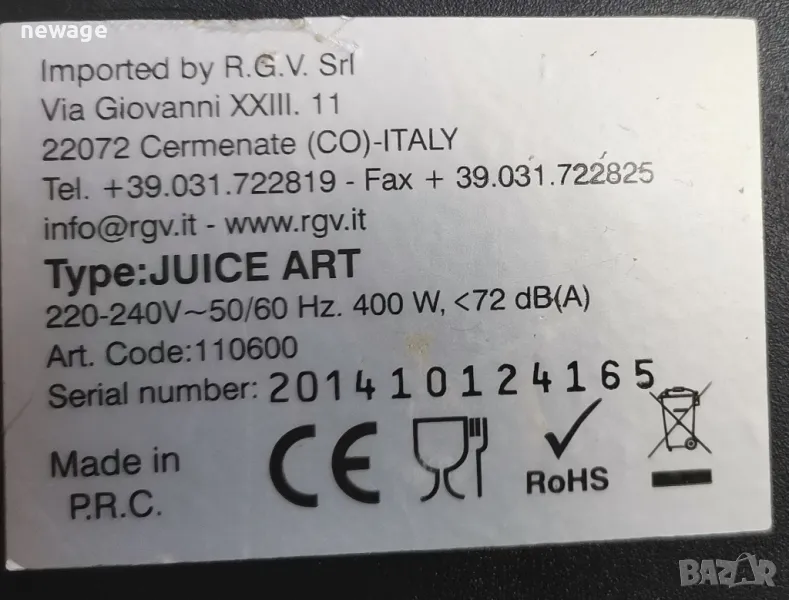 newage
Imported by R.G.V. Srl
Via Giovanni XXIII. 11
22072 Cermenate (CO)-ITALY
Tel. +39.031.722819 - Fax + 39.031.722825
info@rgv.it - www.rgv.it
Type:JUICE ART
220-240V~50/60 Hz. 400 W, <72 dB(A)
Art. Code:110600
Serial number: 201410124165
Made in
P.R.C.
CE
RoHS
BAZAR